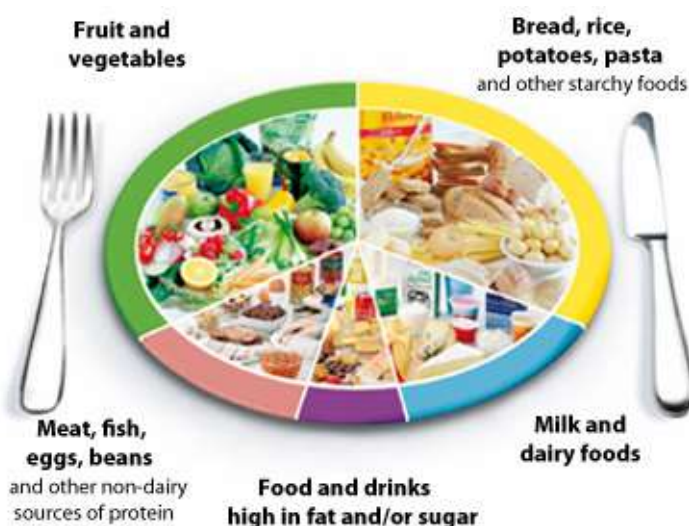 Fruit and
vegetables
Bread, rice,
potatoes, pasta
and other starchy foods
Meat, fish,
eggs, beans
and other non-dairy
sources of protein
Food and drinks
high in fat and/or sugar
Milk and
dairy foods